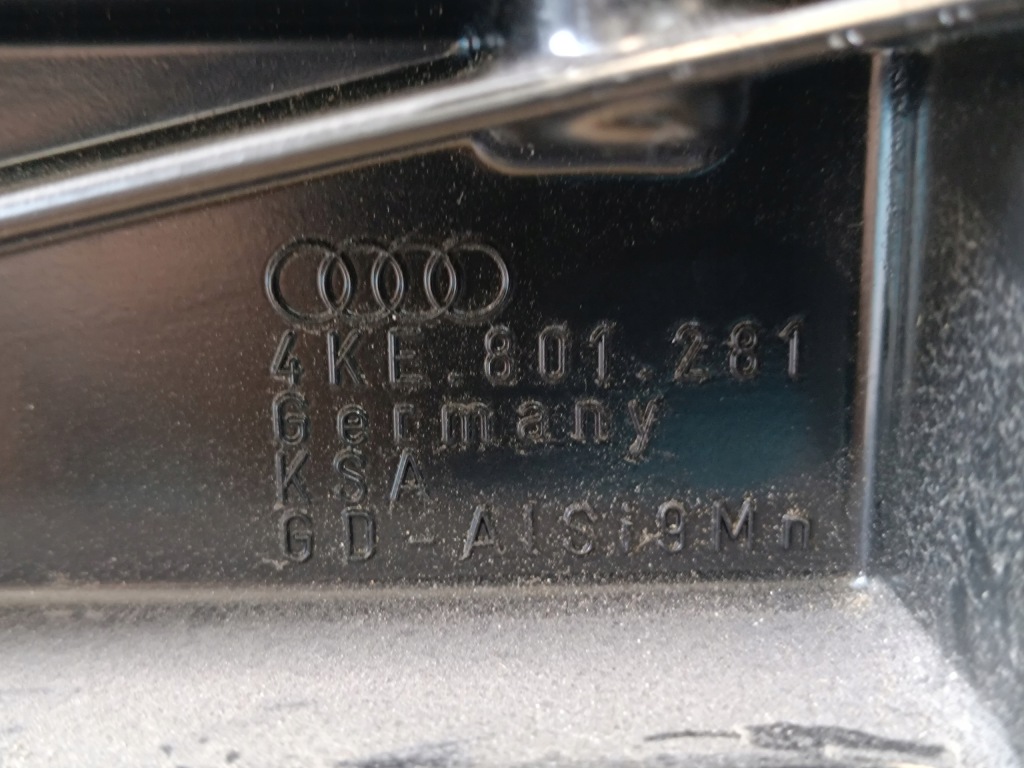 4KE.801.281
Germany
KSA
GD-AlSi9Mn